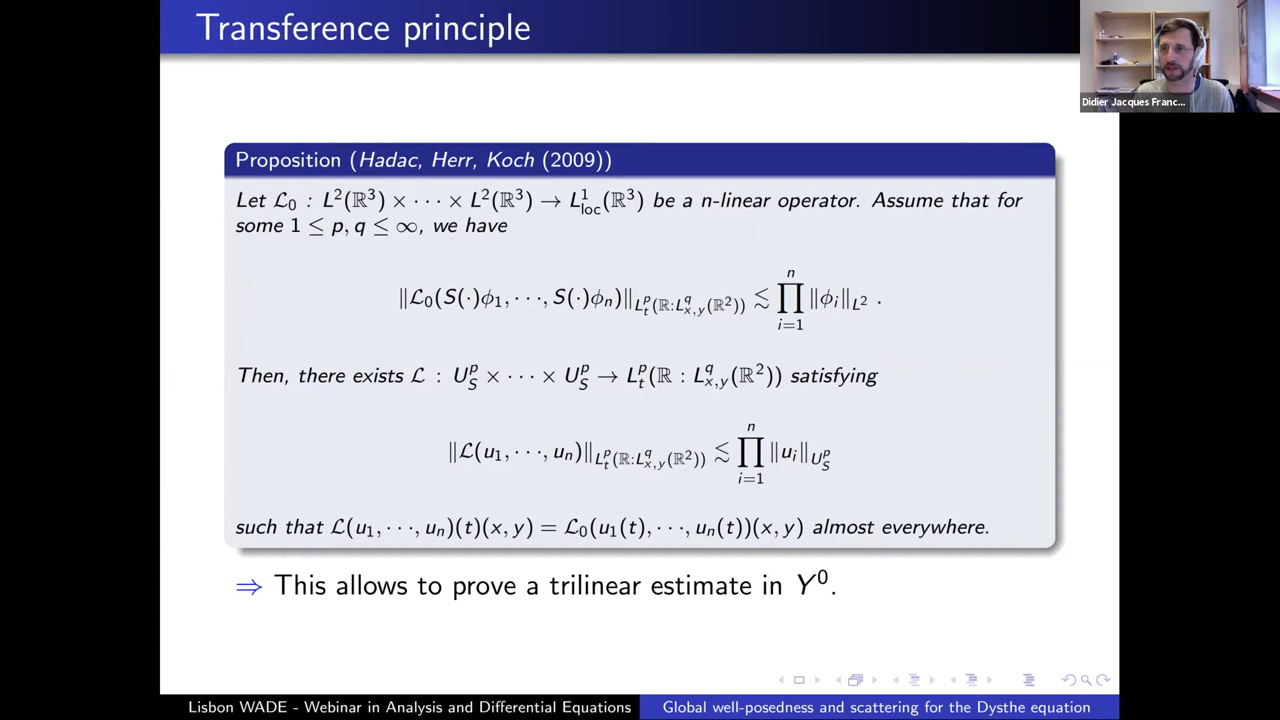 Transference principle
Didier Jacques Franc...
Proposition (Hadac, Herr, Koch (2009))
Let ℒ₀ : L²(ℝ³) × · · · × L²(ℝ³) → L¹_loc(ℝ³) be a n-linear operator. Assume that for
some 1 ≤ p, q ≤ ∞, we have
‖ℒ₀(S(·)ϕ₁, · · · , S(·)ϕₙ)‖_{L^p_t(ℝ:L^q_{x,y}(ℝ²))} ≲ ∏_{i=1}^{n} ‖ϕᵢ‖_{L²} .
Then, there exists ℒ : U^p_S × · · · × U^p_S → L^p_t(ℝ : L^q_{x,y}(ℝ²)) satisfying
‖ℒ(u₁, · · · , uₙ)‖_{L^p_t(ℝ:L^q_{x,y}(ℝ²))} ≲ ∏_{i=1}^{n} ‖uᵢ‖_{U^p_S}
such that ℒ(u₁, · · · , uₙ)(t)(x, y) = ℒ₀(u₁(t), · · · , uₙ(t))(x, y) almost everywhere.
⇒ This allows to prove a trilinear estimate in Y⁰.
Lisbon WADE - Webinar in Analysis and Differential Equations
Global well-posedness and scattering for the Dysthe equation